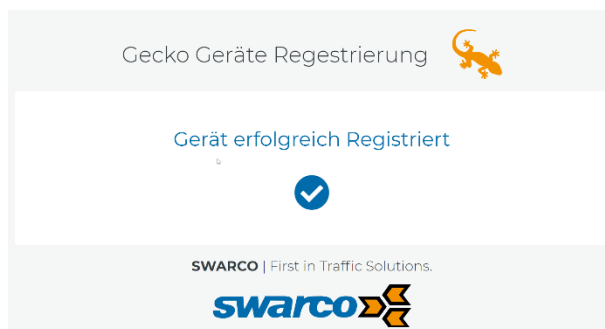 Gecko Geräte Regestrierung
Gerät erfolgreich Registriert
SWARCO | First in Traffic Solutions.
swarco